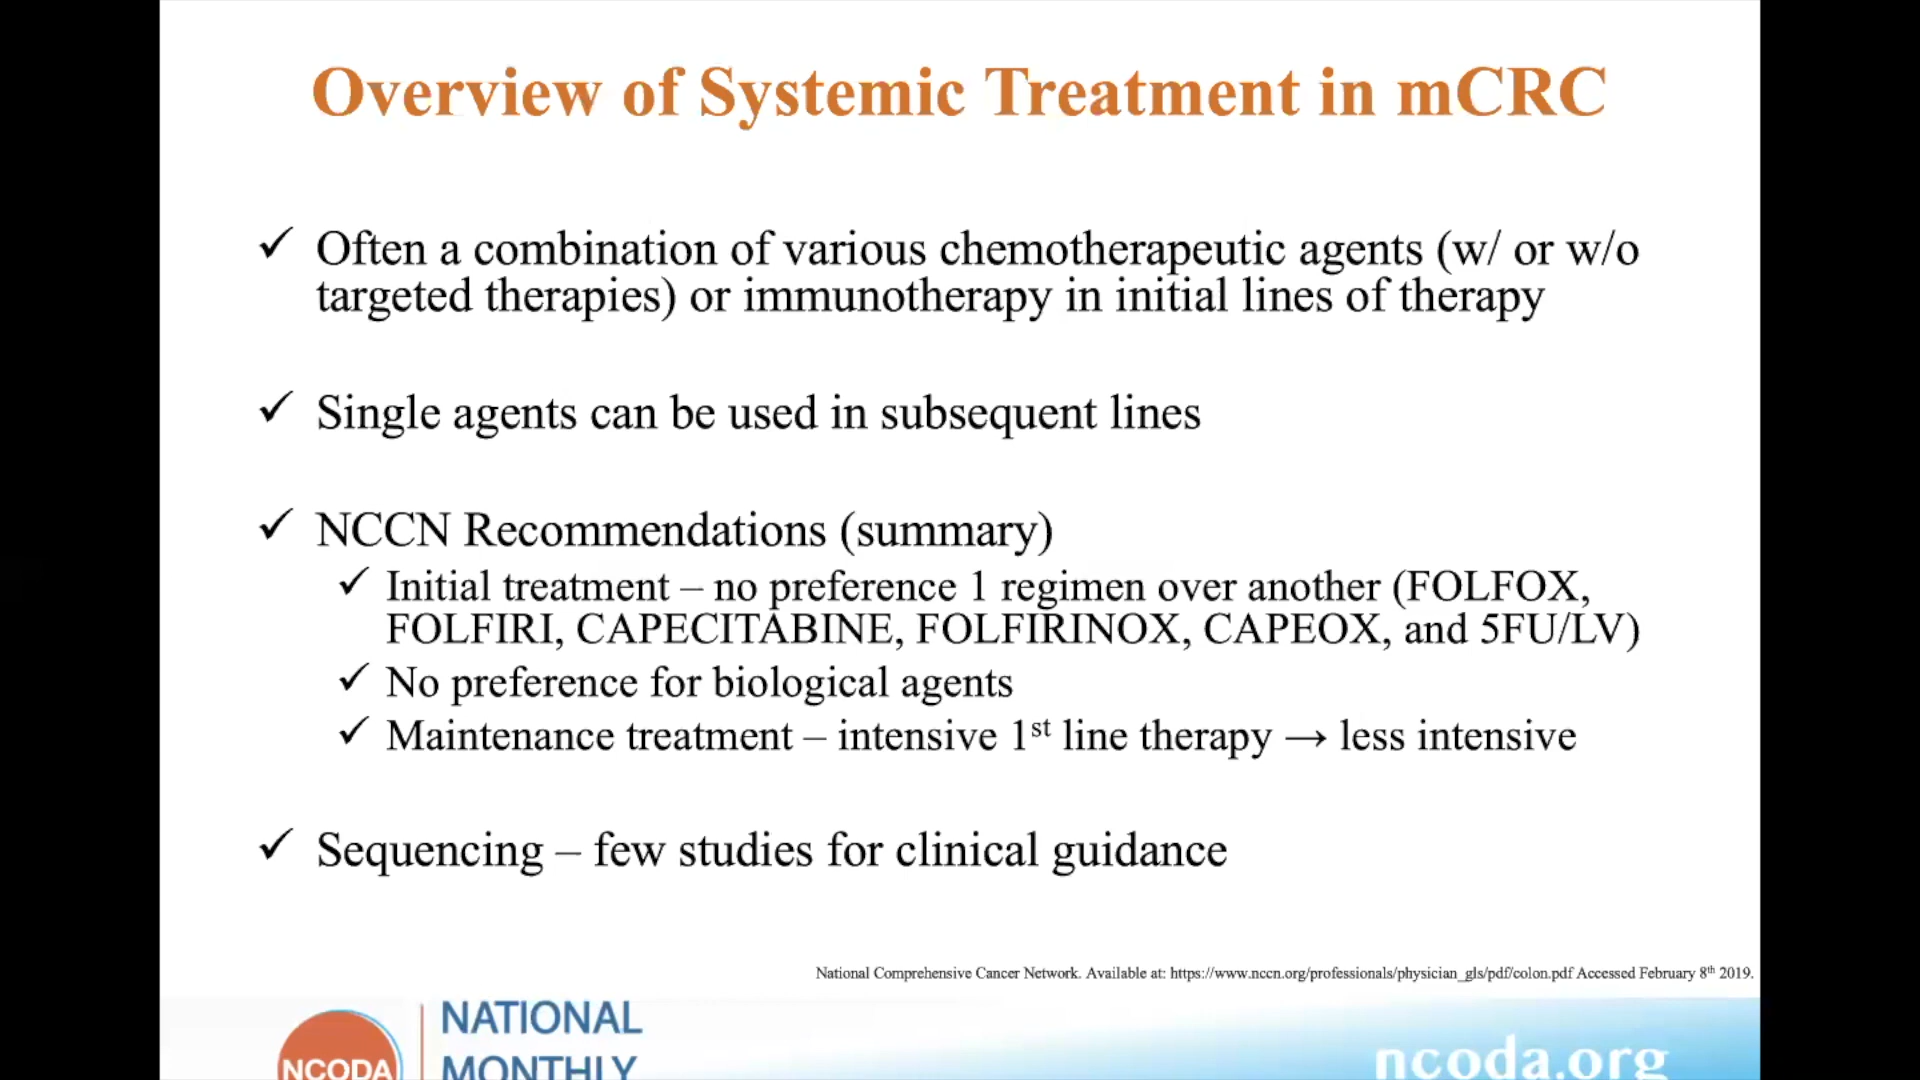 Overview of Systemic Treatment in mCRC
✓ Often a combination of various chemotherapeutic agents (w/ or w/o
targeted therapies) or immunotherapy in initial lines of therapy
✓ Single agents can be used in subsequent lines
✓ NCCN Recommendations (summary)
✓ Initial treatment – no preference 1 regimen over another (FOLFOX,
FOLFIRI, CAPECITABINE, FOLFIRINOX, CAPEOX, and 5FU/LV)
✓ No preference for biological agents
✓ Maintenance treatment – intensive 1st line therapy → less intensive
✓ Sequencing – few studies for clinical guidance
National Comprehensive Cancer Network. Available at: https://www.nccn.org/professionals/physician_gls/pdf/colon.pdf Accessed February 8th 2019.
NCODA
NATIONAL
MONTHLY
ncoda.org